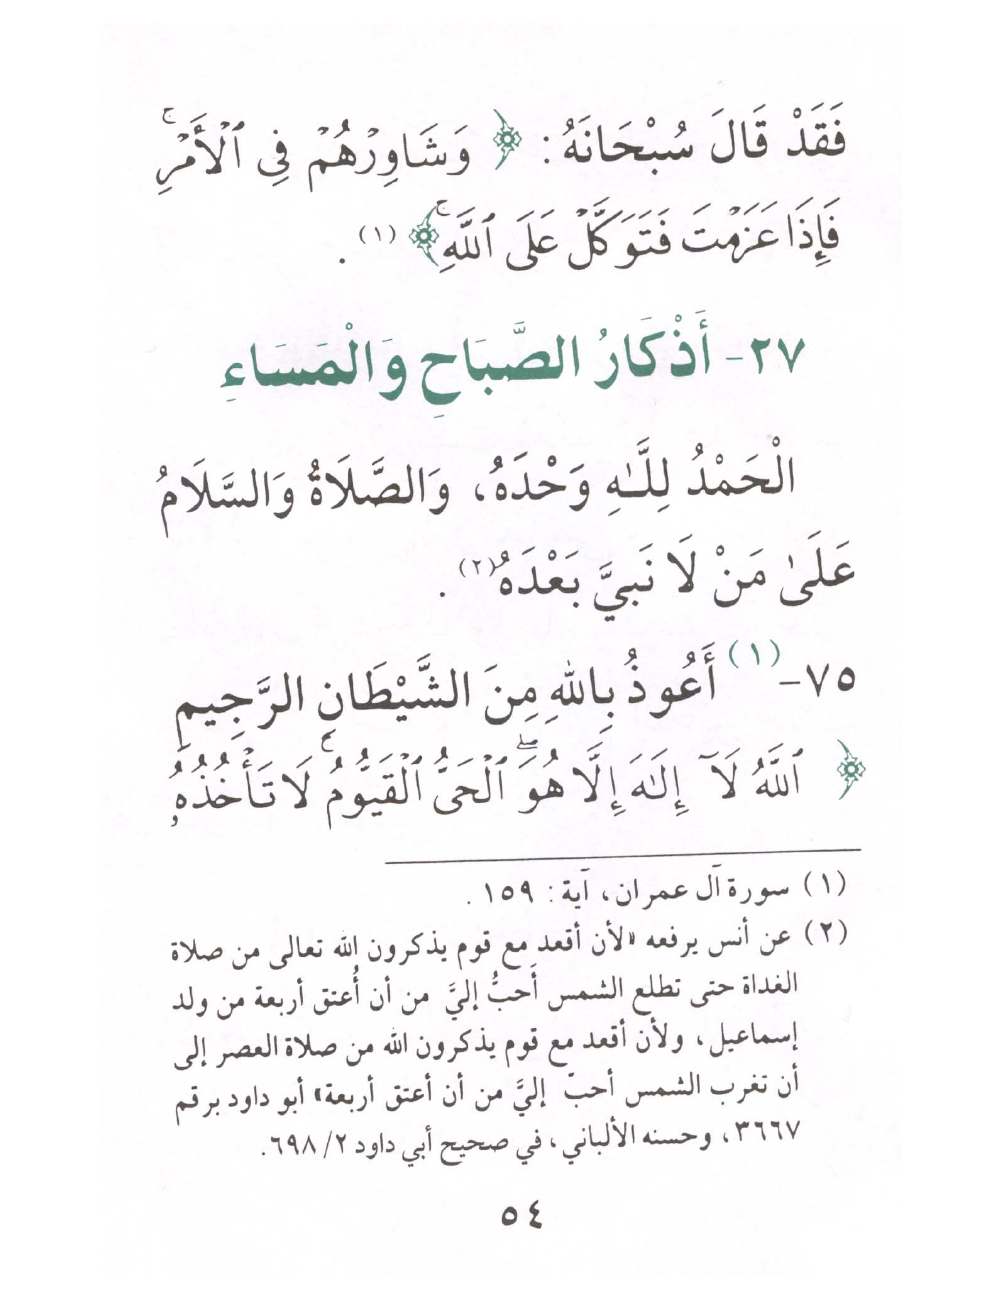 فَقَدْ قَالَ سُبْحَانَهُ: ﴿ وَشَاوِرْهُمْ فِي ٱلْأَمْرِۖ
فَإِذَا عَزَمْتَ فَتَوَكَّلْ عَلَى ٱللَّهِۚ ﴾ (١) .
٢٧- أَذْكَارُ الصَّبَاحِ وَالْمَسَاءِ
الْحَمْدُ لِلَّـٰهِ وَحْدَهُ، وَالصَّلَاةُ وَالسَّلَامُ
عَلَىٰ مَنْ لَا نَبِيَّ بَعْدَهُ(٢) .
٧٥-(١) أَعُوذُ بِاللهِ مِنَ الشَّيْطَانِ الرَّجِيمِ
﴿ ٱللَّهُ لَآ إِلَـٰهَ إِلَّا هُوَۖ ٱلْحَيُّ ٱلْقَيُّومُۚ لَا تَأْخُذُهُۥ
(١) سورة آل عمران، آية: ١٥٩ .
(٢) عن أنس يرفعه «لأن أقعد مع قوم يذكرون الله تعالى من صلاة
الغداة حتى تطلع الشمس أَحبُّ إليَّ من أن أُعتق أربعة من ولد
إسماعيل، ولأن أقعد مع قوم يذكرون الله من صلاة العصر إلى
أن تغرب الشمس أحبّ إليَّ من أن أعتق أربعة» أبو داود برقم
٣٦٦٧، وحسنه الألباني، في صحيح أبي داود ٢/ ٦٩٨.
٥٤